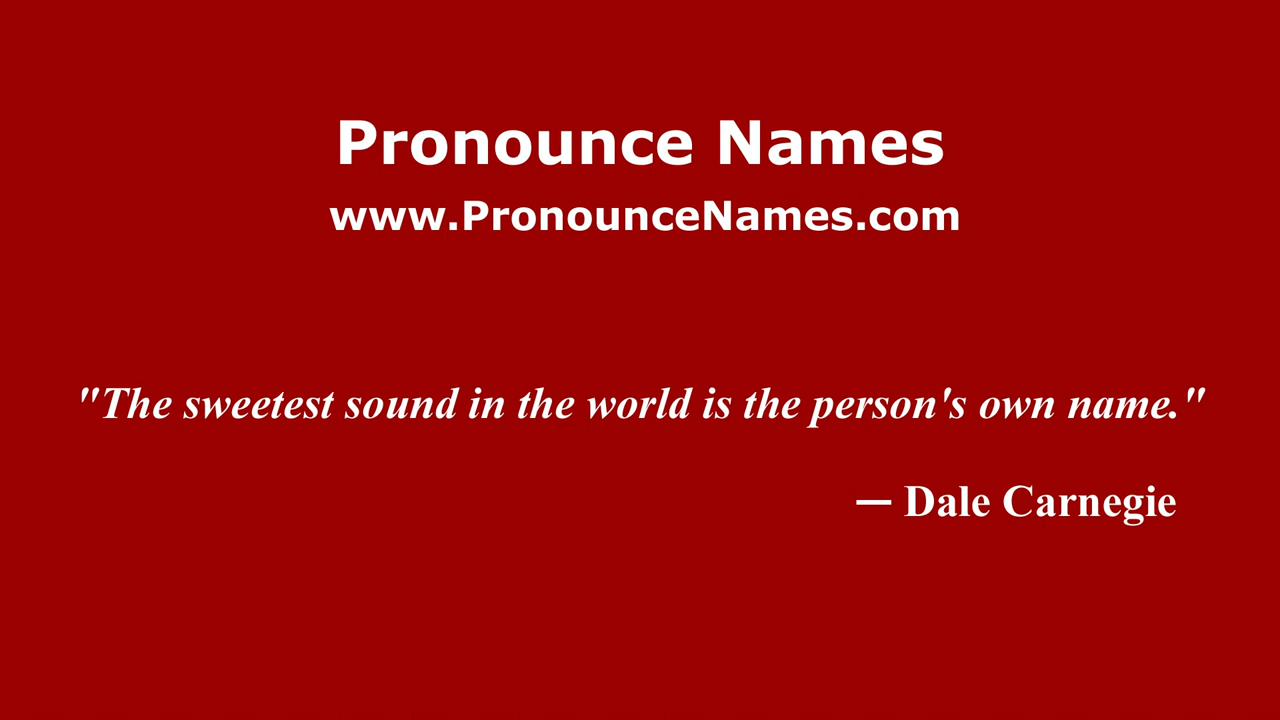 Pronounce Names
www.PronounceNames.com
"The sweetest sound in the world is the person's own name."
— Dale Carnegie